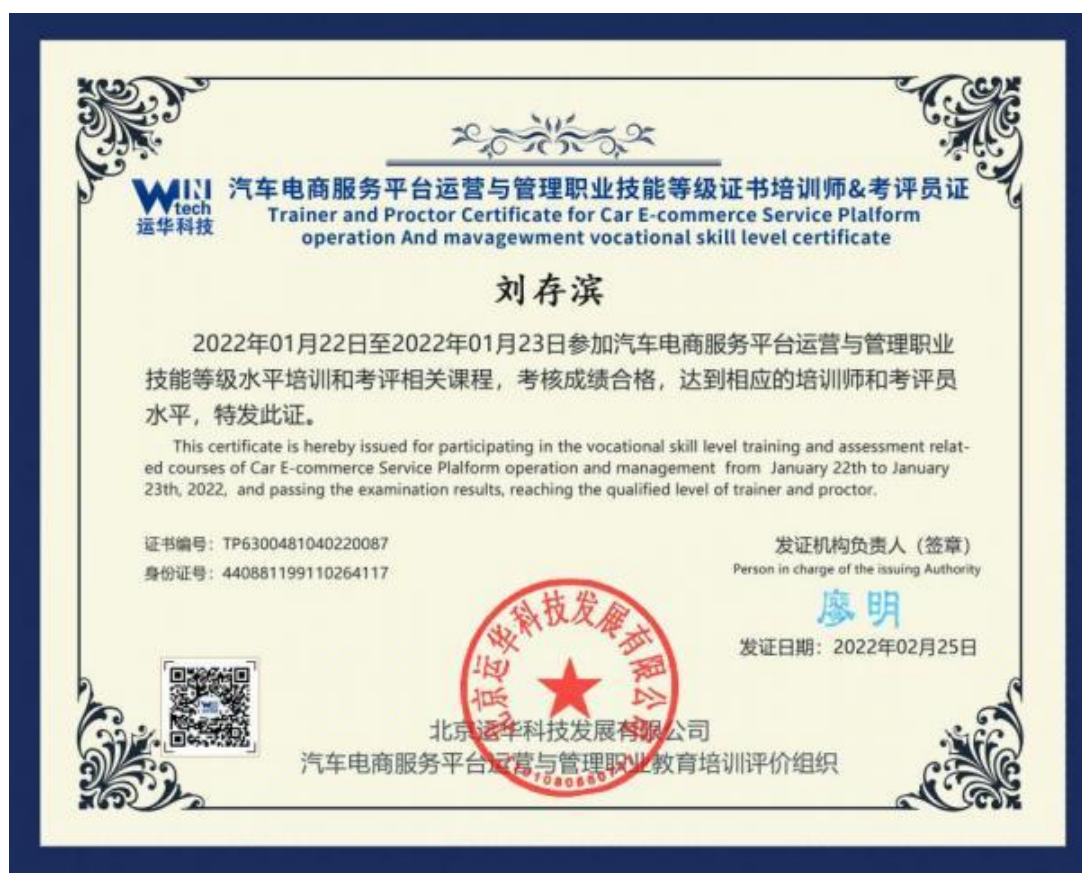 WIN
tech
运华科技
汽车电商服务平台运营与管理职业技能等级证书培训师&考评员证
Trainer and Proctor Certificate for Car E-commerce Service Plalform
operation And mavagewment vocational skill level certificate
刘存滨
2022年01月22日至2022年01月23日参加汽车电商服务平台运营与管理职业
技能等级水平培训和考评相关课程，考核成绩合格，达到相应的培训师和考评员
水平，特发此证。
This certificate is hereby issued for participating in the vocational skill level training and assessment relat-
ed courses of Car E-commerce Service Plalform operation and management from January 22th to January
23th, 2022, and passing the examination results, reaching the qualified level of trainer and proctor.
证书编号：TP6300481040220087
身份证号：440881199110264117
发证机构负责人（签章）
Person in charge of the issuing Authority
廖明
发证日期：2022年02月25日
北京运华科技发展有限公司
北京运华科技发展有限公司
汽车电商服务平台运营与管理职业教育培训评价组织